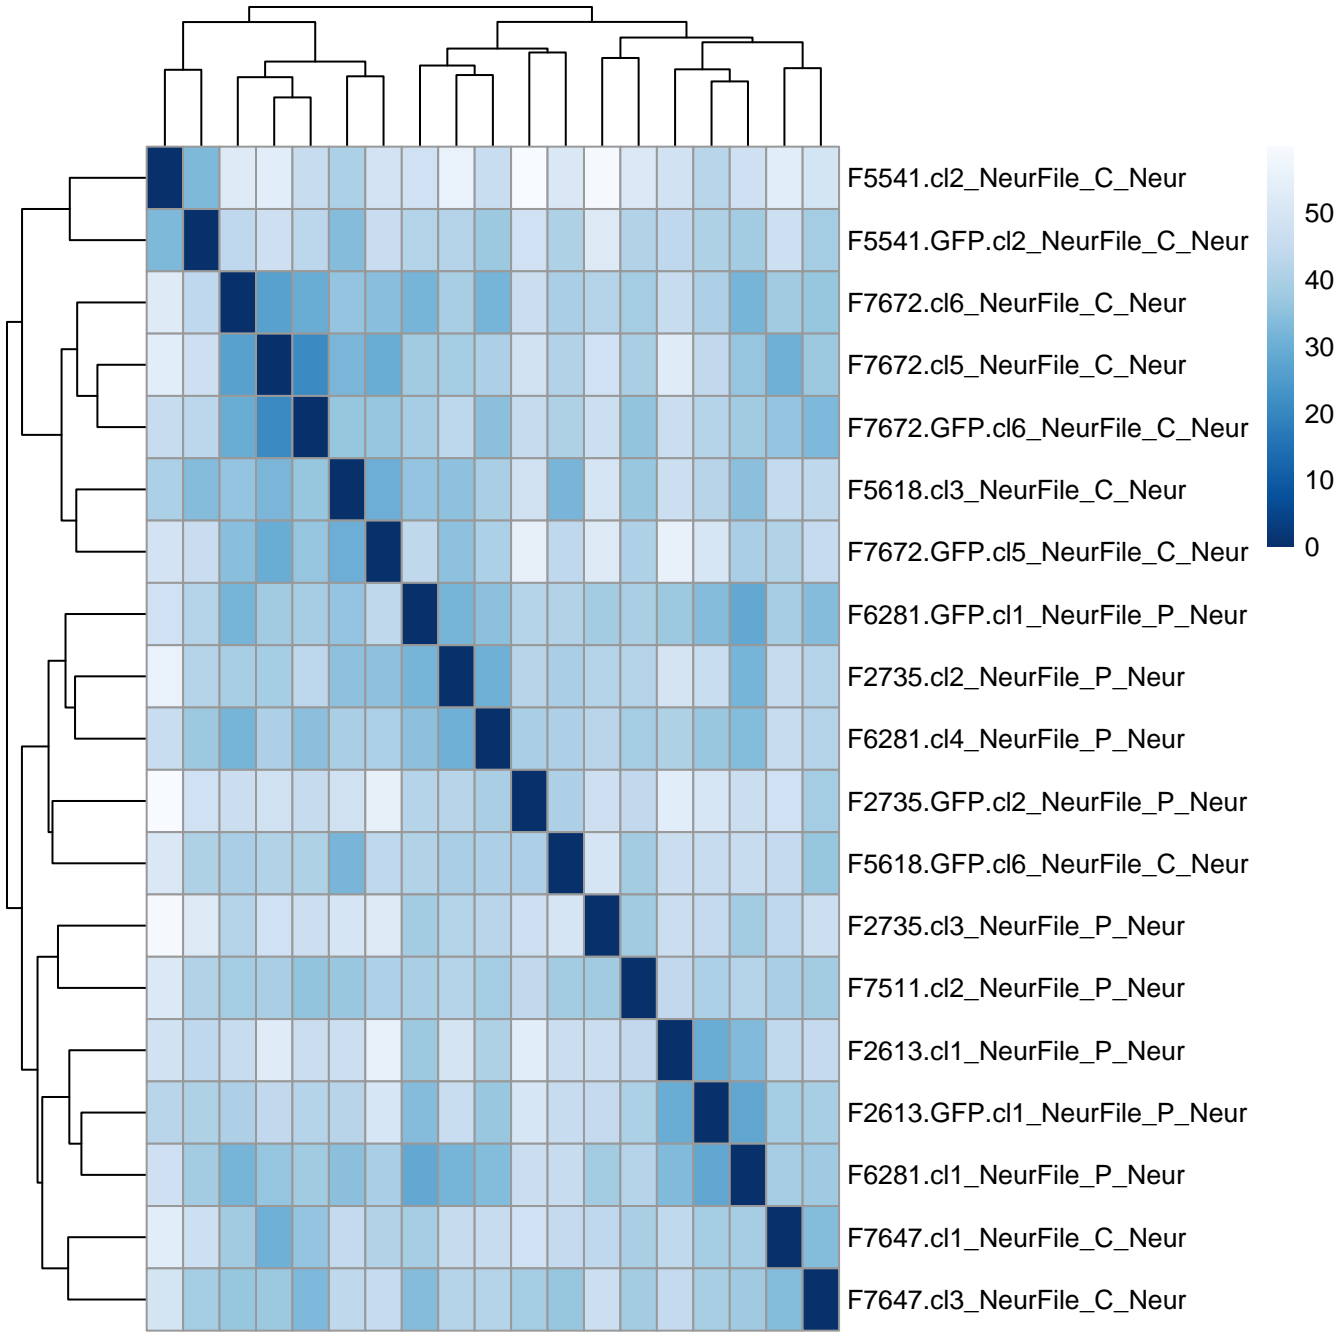 F5541.cl2_NeurFile_C_Neur
F5541.GFP.cl2_NeurFile_C_Neur
F7672.cl6_NeurFile_C_Neur
F7672.cl5_NeurFile_C_Neur
F7672.GFP.cl6_NeurFile_C_Neur
F5618.cl3_NeurFile_C_Neur
F7672.GFP.cl5_NeurFile_C_Neur
F6281.GFP.cl1_NeurFile_P_Neur
F2735.cl2_NeurFile_P_Neur
F6281.cl4_NeurFile_P_Neur
F2735.GFP.cl2_NeurFile_P_Neur
F5618.GFP.cl6_NeurFile_C_Neur
F2735.cl3_NeurFile_P_Neur
F7511.cl2_NeurFile_P_Neur
F2613.cl1_NeurFile_P_Neur
F2613.GFP.cl1_NeurFile_P_Neur
F6281.cl1_NeurFile_P_Neur
F7647.cl1_NeurFile_C_Neur
F7647.cl3_NeurFile_C_Neur
50
40
30
20
10
0